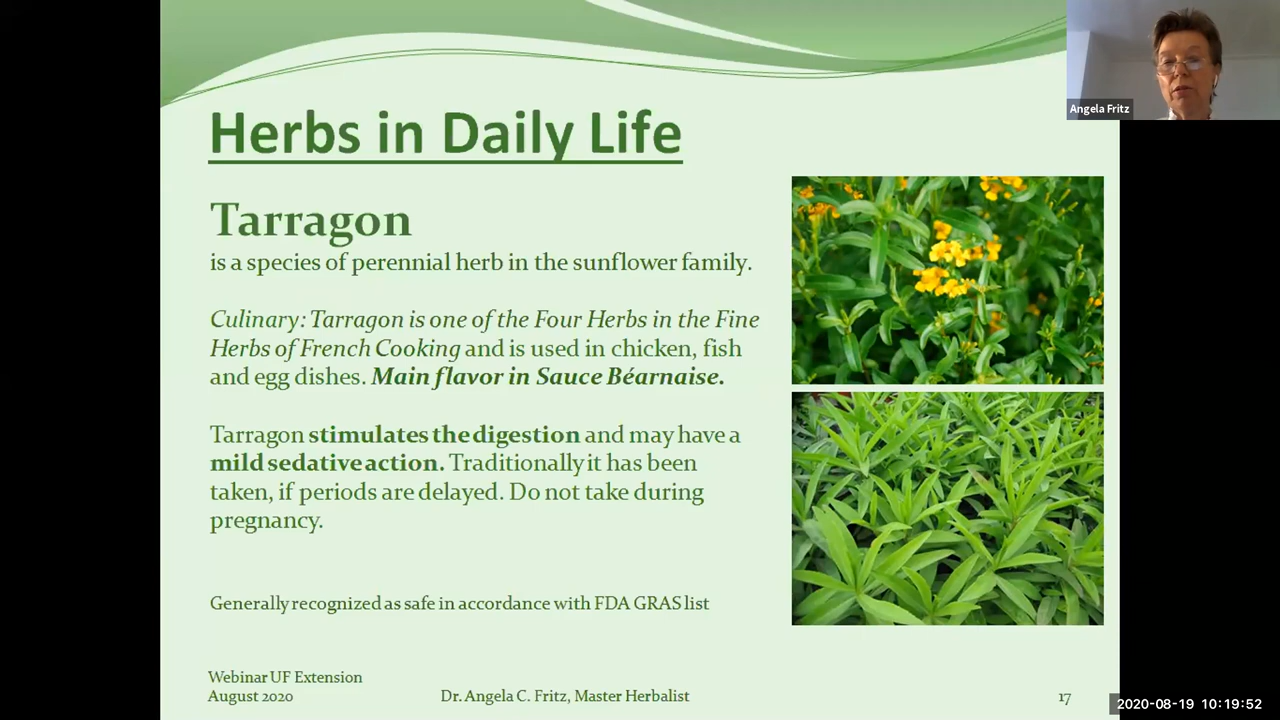 Angela Fritz
Herbs in Daily Life
Tarragon
is a species of perennial herb in the sunflower family.
Culinary: Tarragon is one of the Four Herbs in the Fine
Herbs of French Cooking and is used in chicken, fish
and egg dishes. Main flavor in Sauce Béarnaise.
Tarragon stimulates the digestion and may have a
mild sedative action. Traditionally it has been
taken, if periods are delayed. Do not take during
pregnancy.
Generally recognized as safe in accordance with FDA GRAS list
Webinar UF Extension
August 2020
Dr. Angela C. Fritz, Master Herbalist
17
2020-08-19 10:19:52